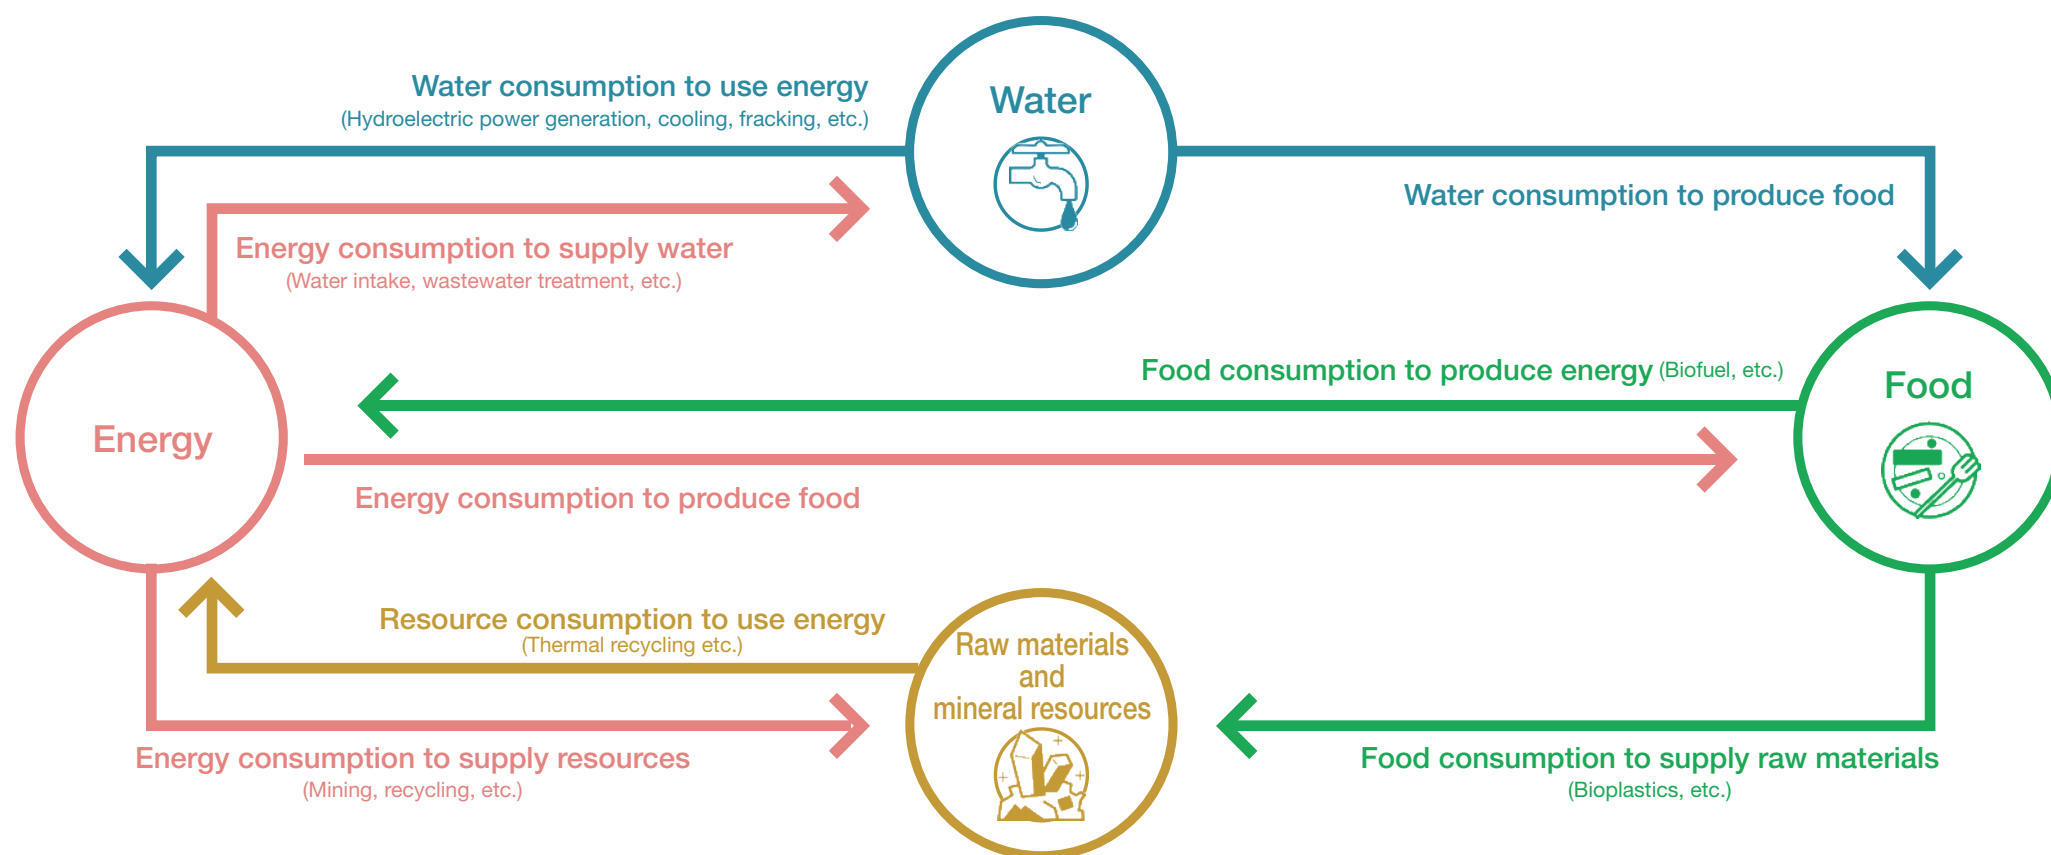 Water consumption to use energy
(Hydroelectric power generation, cooling, fracking, etc.)
Water
Water consumption to produce food
Energy consumption to supply water
(Water intake, wastewater treatment, etc.)
Food consumption to produce energy (Biofuel, etc.)
Food
Energy
Energy consumption to produce food
Resource consumption to use energy
(Thermal recycling etc.)
Raw materials
and
mineral resources
Energy consumption to supply resources
(Mining, recycling, etc.)
Food consumption to supply raw materials
(Bioplastics, etc.)